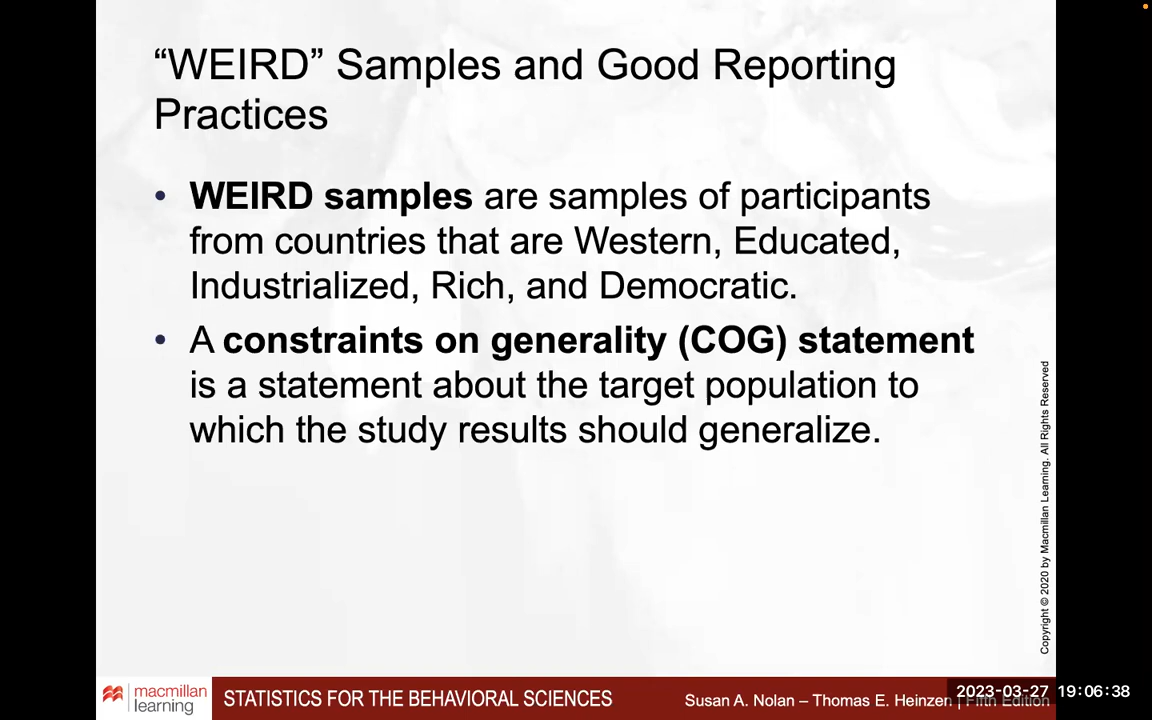 “WEIRD” Samples and Good Reporting
Practices
• WEIRD samples are samples of participants
from countries that are Western, Educated,
Industrialized, Rich, and Democratic.
• A constraints on generality (COG) statement
is a statement about the target population to
which the study results should generalize.
Copyright © 2020 by Macmillan Learning. All Rights Reserved
macmillan
learning
STATISTICS FOR THE BEHAVIORAL SCIENCES
Susan A. Nolan – Thomas E. Heinzen | Fifth Edition
2023-03-27 19:06:38